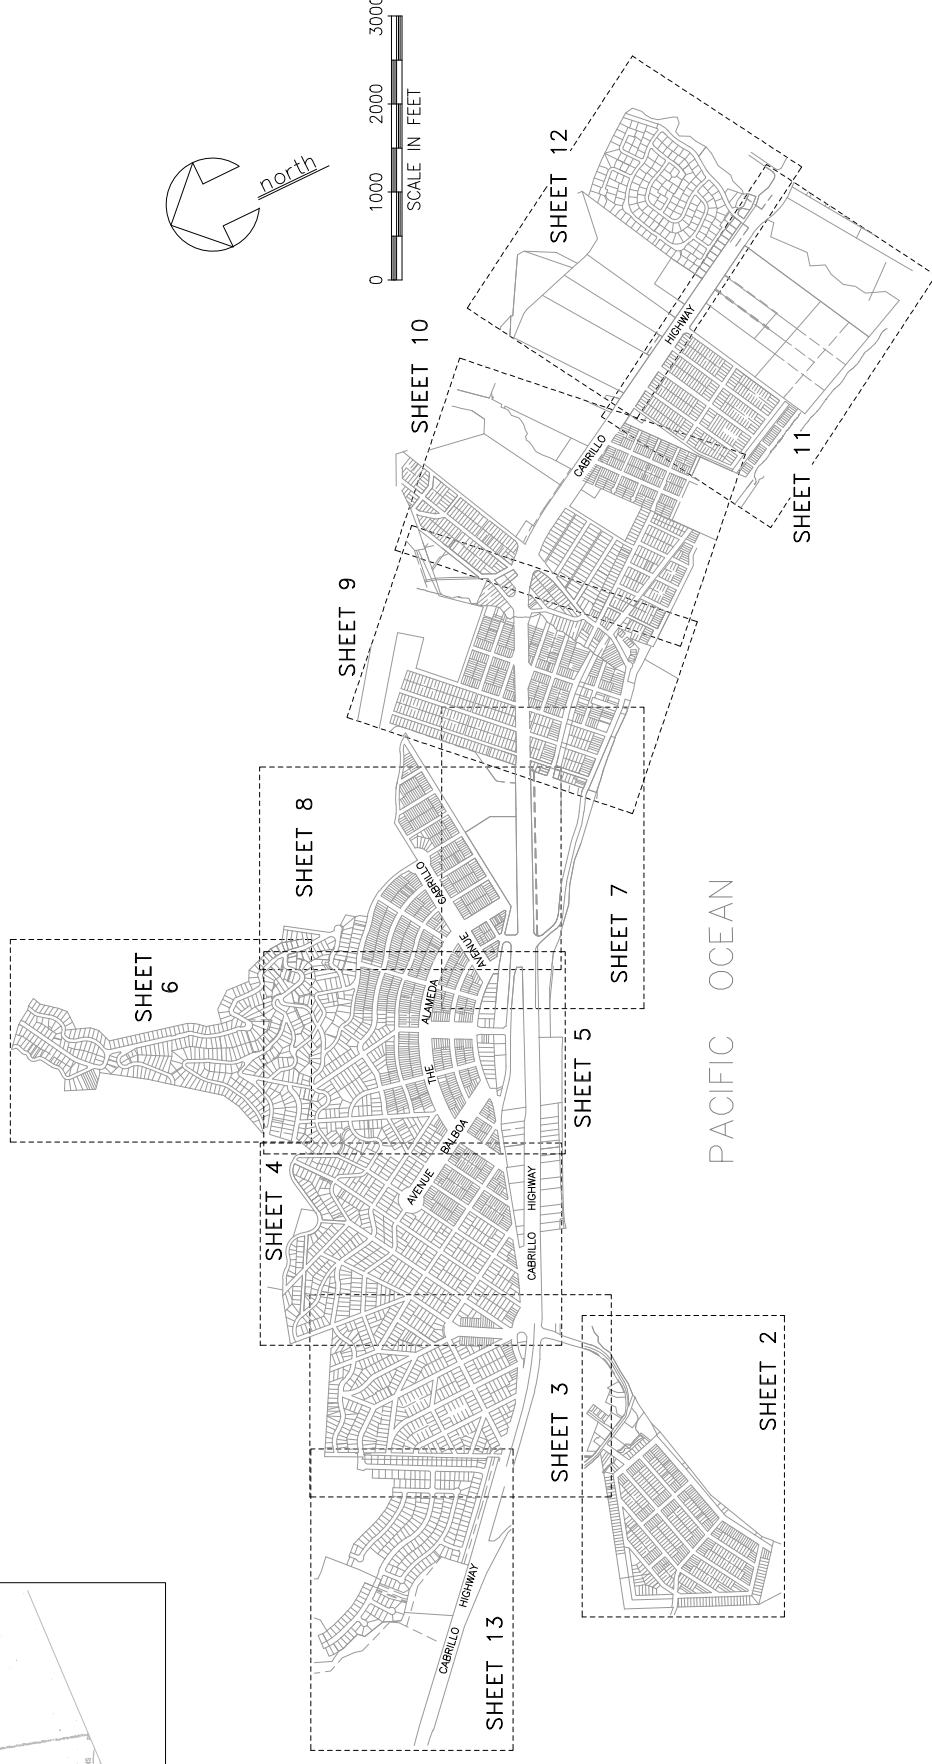 3000
2000
1000
0
SCALE IN FEET
north
SHEET 12
SHEET 10
HIGHWAY
CABRILLO
SHEET 11
SHEET 9
SHEET 8
CABRILLO
AVENUE
SHEET 7
SHEET
6
ALAMEDA
THE
SHEET 5
PACIFIC OCEAN
BALBOA
AVENUE
SHEET 4
HIGHWAY
CABRILLO
SHEET 2
SHEET 3
HIGHWAY
CABRILLO
SHEET 13